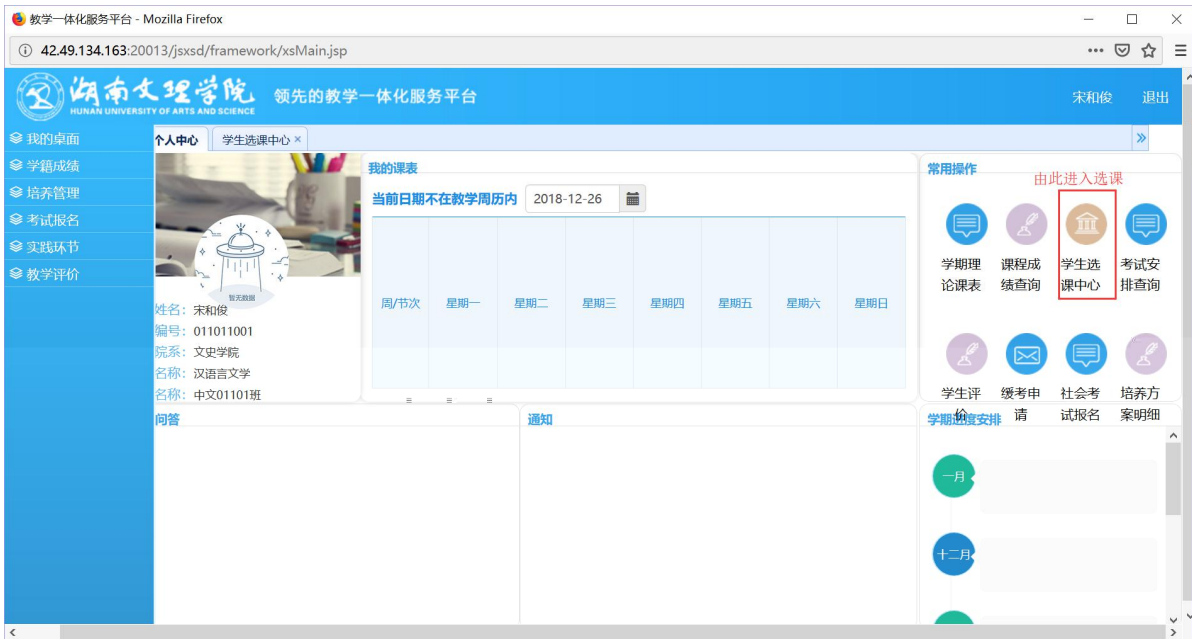 教学一体化服务平台 - Mozilla Firefox
42.49.134.163:20013/jsxsd/framework/xsMain.jsp
湖南文理学院
HUNAN UNIVERSITY OF ARTS AND SCIENCE
领先的教学一体化服务平台
宋和俊 退出
我的桌面
学籍成绩
培养管理
考试报名
实践环节
教学评价
个人中心 学生选课中心 ×
暂无数据
姓名: 宋和俊
编号: 011011001
院系: 文史学院
名称: 汉语言文学
名称: 中文01101班
我的课表
当前日期不在教学周历内 2018-12-26
周/节次 星期一 星期二 星期三 星期四 星期五 星期六 星期日
常用操作
由此进入选课
学期理论课表
课程成绩查询
学生选课中心
考试安排查询
学生评价
缓考申请
社会考试报名
培养方案明细
问答
通知
学期进度安排
一月
十二月